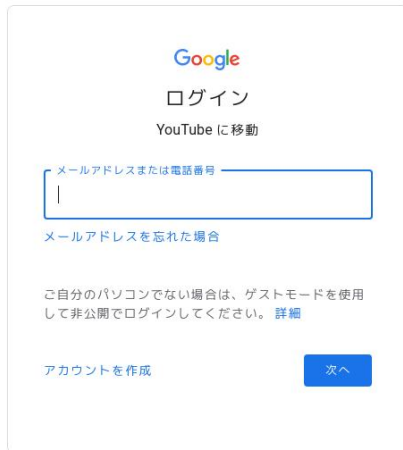 Google
ログイン
YouTube に移動
メールアドレスまたは電話番号
メールアドレスを忘れた場合
ご自分のパソコンでない場合は、ゲストモードを使用
して非公開でログインしてください。 詳細
アカウントを作成
次へ